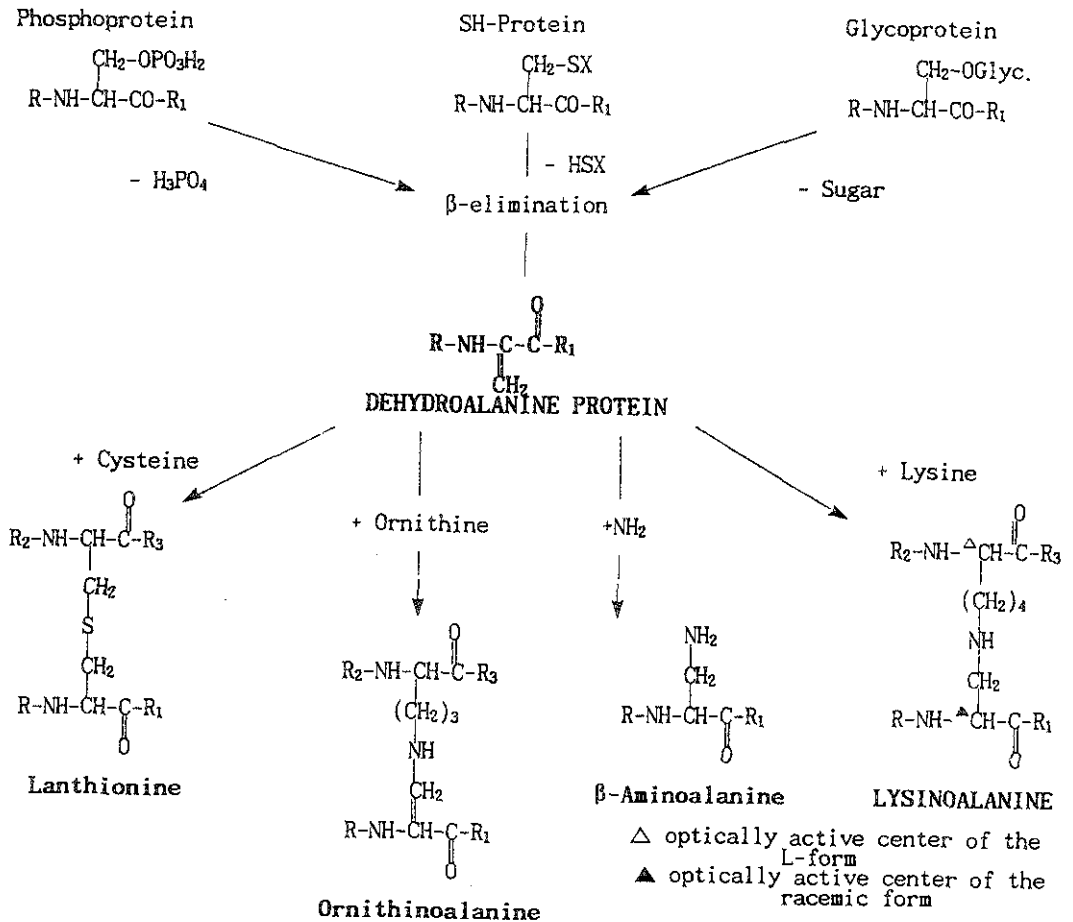 Phosphoprotein
CH₂-OPO₃H₂
R-NH-CH-CO-R₁
SH-Protein
CH₂-SX
R-NH-CH-CO-R₁
Glycoprotein
CH₂-OGlyc.
R-NH-CH-CO-R₁
- H₃PO₄
- HSX
- Sugar
β-elimination
O
R-NH-C-C-R₁
CH₂
DEHYDROALANINE PROTEIN
+ Cysteine
+ Ornithine
+NH₂
+ Lysine
O
R₂-NH-CH-C-R₃
CH₂
S
CH₂
R-NH-CH-C-R₁
O
Lanthionine
O
R₂-NH-CH-C-R₃
(CH₂)₃
NH
CH₂
R-NH-CH-C-R₁
O
Ornithinoalanine
NH₂
CH₂
R-NH-CH-C-R₁
O
β-Aminoalanine
O
R₂-NH-△CH-C-R₃
(CH₂)₄
NH
CH₂
R-NH-▲CH-C-R₁
O
LYSINOALANINE
△ optically active center of the
L-form
▲ optically active center of the
racemic form